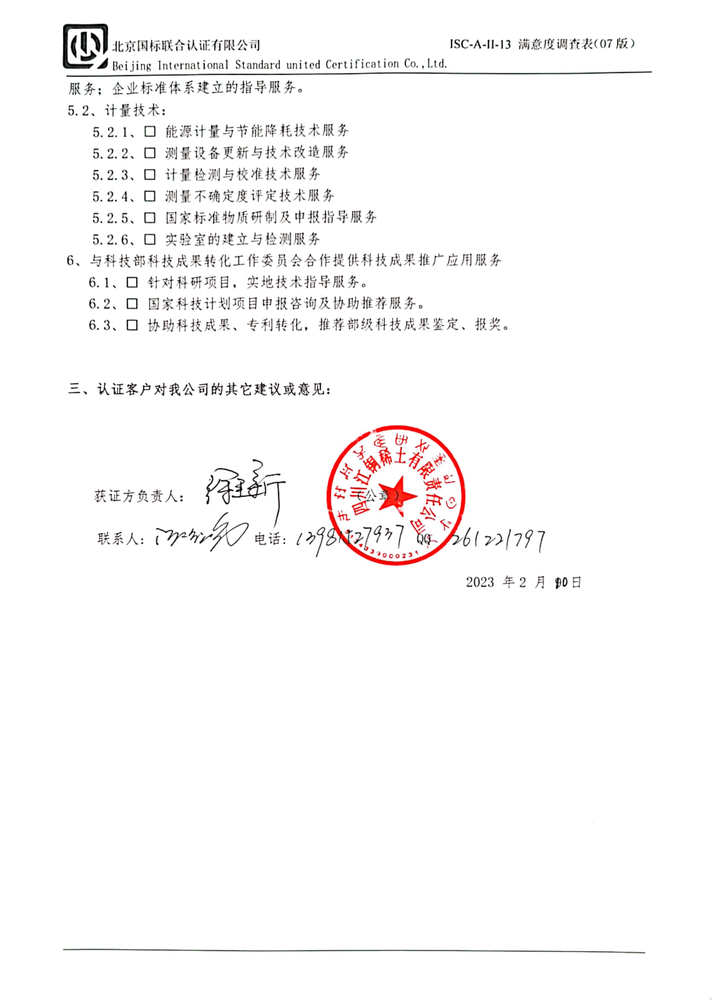 北京国标联合认证有限公司
ISC-A-II-13 满意度调查表(07版)
Beijing International Standard united Certification Co.,Ltd.
服务；企业标准体系建立的指导服务。
5.2、计量技术：
5.2.1、□ 能源计量与节能降耗技术服务
5.2.2、□ 测量设备更新与技术改造服务
5.2.3、□ 计量检测与校准技术服务
5.2.4、□ 测量不确定度评定技术服务
5.2.5、□ 国家标准物质研制及申报指导服务
5.2.6、□ 实验室的建立与检测服务
6、与科技部科技成果转化工作委员会合作提供科技成果推广应用服务
6.1、□ 针对科研项目，实地技术指导服务。
6.2、□ 国家科技计划项目申报咨询及协助推荐服务。
6.3、□ 协助科技成果、专利转化，推荐部级科技成果鉴定、报奖。
三、认证客户对我公司的其它建议或意见：
四川江铜稀土有限责任公司
获证方负责人：
（公章）
联系人： 电话：13981527937 QQ 261221797
2023 年 2 月 日